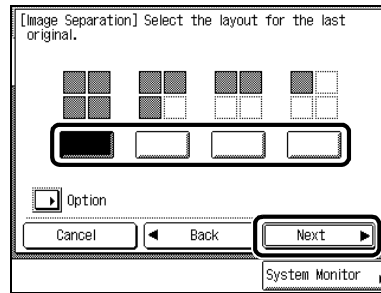 [Image Separation] Select the layout for the last
original.
Option
Cancel
Back
Next
System Monitor